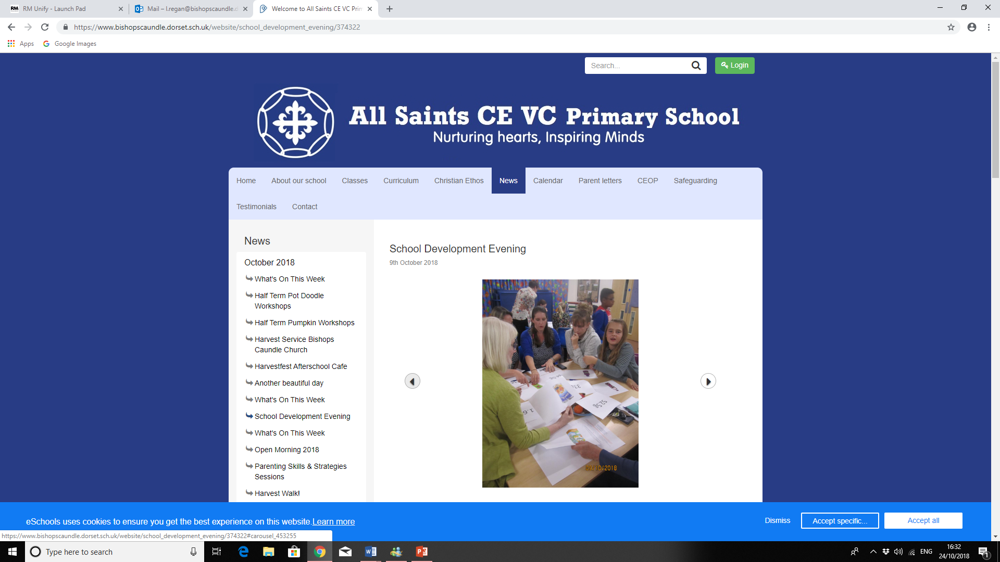 RM Unify - Launch Pad
Mail – l.regan@bishopscaundle.d
Welcome to All Saints CE VC Prim
https://www.bishopscaundle.dorset.sch.uk/website/school_development_evening/374322
Apps
Google Images
Search...
Login
All Saints CE VC Primary School
Nurturing hearts, Inspiring Minds
Home About our school Classes Curriculum Christian Ethos News Calendar Parent letters CEOP Safeguarding
Testimonials Contact
News
October 2018
What's On This Week
Half Term Pot Doodle
Workshops
Half Term Pumpkin Workshops
Harvest Service Bishops
Caundle Church
Harvestfest Afterschool Cafe
Another beautiful day
What's On This Week
School Development Evening
What's On This Week
Open Morning 2018
Parenting Skills & Strategies
Sessions
Harvest Walk!
School Development Evening
9th October 2018
52.58
1.6
09/10/2018
eSchools uses cookies to ensure you get the best experience on this website.Learn more
Dismiss
Accept specific...
Accept all
https://www.bishopscaundle.dorset.sch.uk/website/school_development_evening/374322#carousel_453255
Type here to search
ENG
16:32
24/10/2018
1